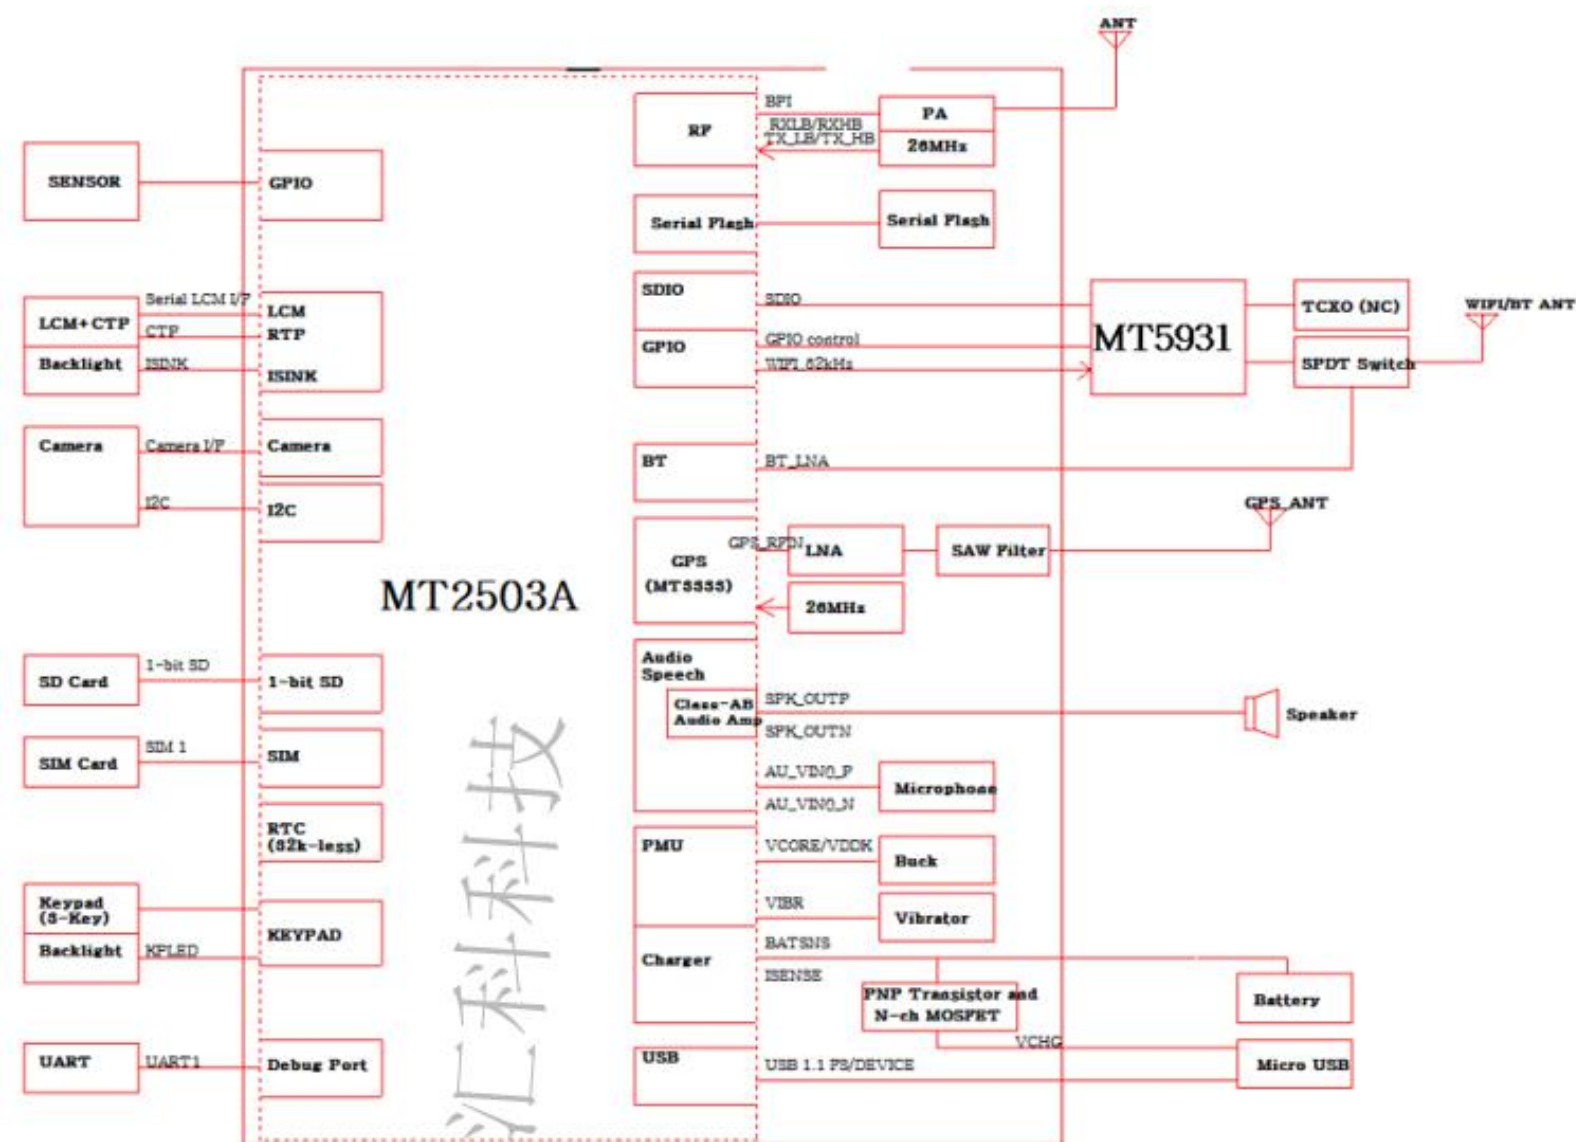 ANT
BPI
RF
PA
RXLB/RXHB
TX_LB/TX_HB
26MHz
SENSOR
GPIO
Serial Flash
Serial Flash
SDIO
SDIO
Serial LCM I/F
LCM
LCM+CTP
CTP
RTP
Backlight
ISINK
ISINK
GPIO
GPIO control
WIFI_32kHz
MT5931
TCXO (NC)
WIFI/BT ANT
SPDT Switch
Camera
Camera I/F
Camera
I2C
I2C
BT
BT_LNA
GPS_ANT
GPS_RFIN
LNA
SAW Filter
GPS
(MT3333)
26MHz
MT2503A
Audio
Speech
SD Card
1-bit SD
1-bit SD
Class-AB
Audio Amp
SPK_OUTP
SPK_OUTN
Speaker
SIM Card
SIM 1
SIM
AU_VIN0_P
Microphone
AU_VIN0_N
RTC
(32k-less)
PMU
VCORE/VDDK
Buck
VIBR
Vibrator
Keypad
(3-Key)
Backlight
KPLED
KEYPAD
Charger
BATSNS
ISENSE
PNP Transistor and
N-ch MOSFET
Battery
VCHG
UART
UART1
Debug Port
USB
USB 1.1 FS/DEVICE
Micro USB
汇科科技